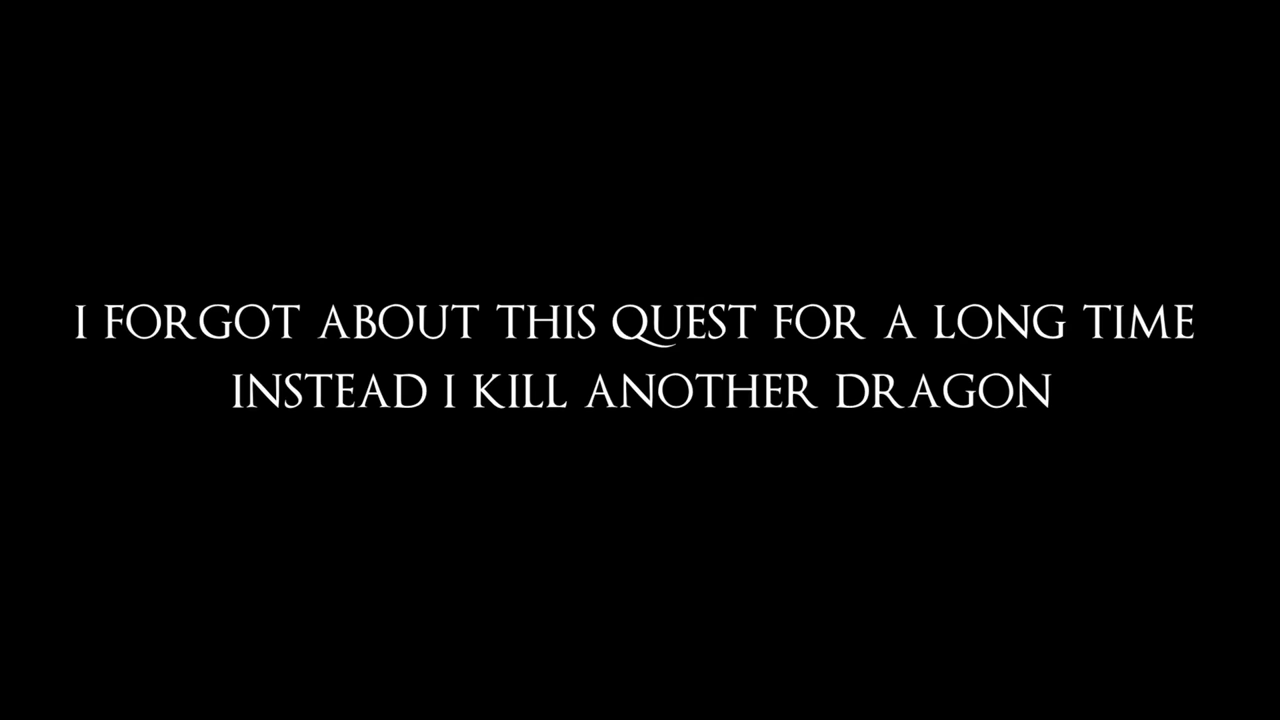 I FORGOT ABOUT THIS QUEST FOR A LONG TIME
INSTEAD I KILL ANOTHER DRAGON